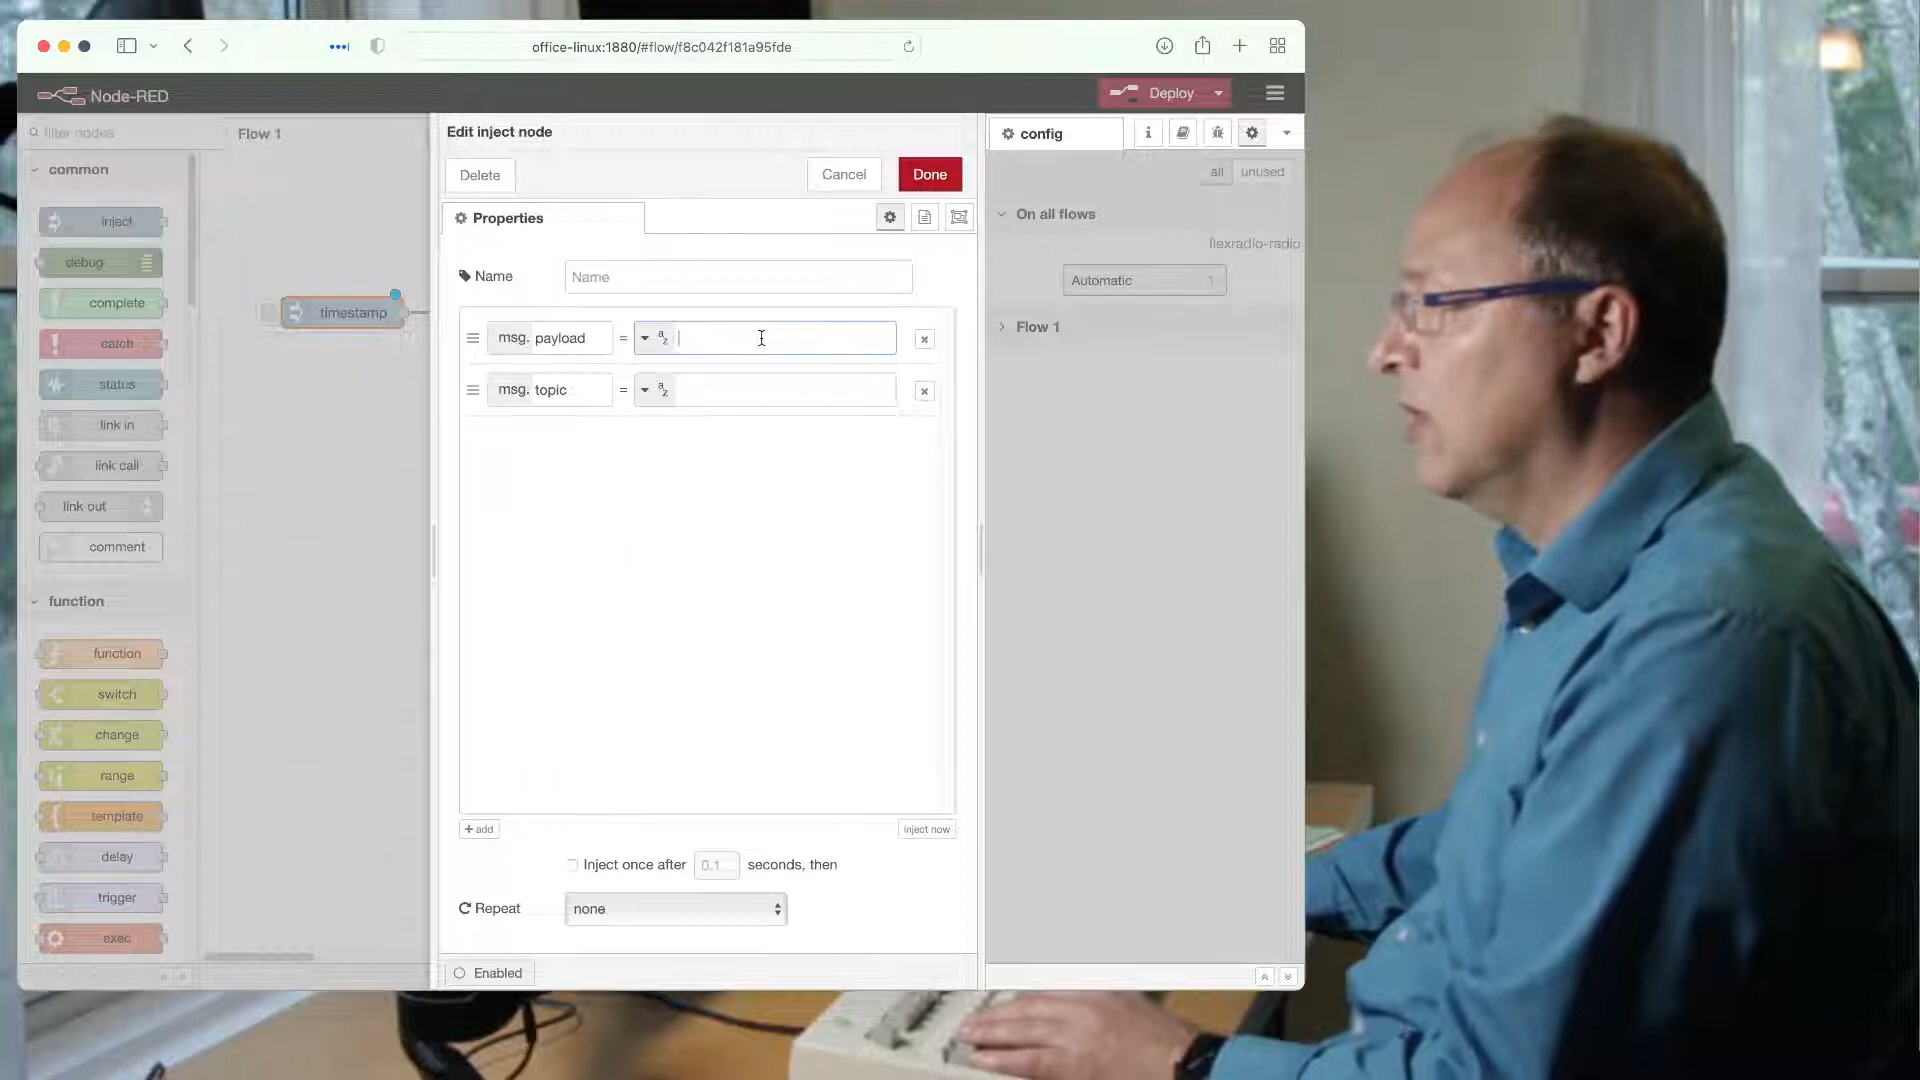 office-linux:1880/#flow/f8c042f181a95fde
Node-RED
Deploy
filter nodes
Flow 1
Edit inject node
config
common
Delete
Cancel
Done
all
unused
On all flows
flexradio-radio
Automatic
1
Flow 1
Properties
inject
debug
complete
catch
status
link in
link call
link out
comment
timestamp
Name
Name
msg. payload
=
a
z
msg. topic
=
a
z
function
function
switch
change
range
template
delay
trigger
exec
+ add
inject now
Inject once after
0.1
seconds, then
Repeat
none
Enabled